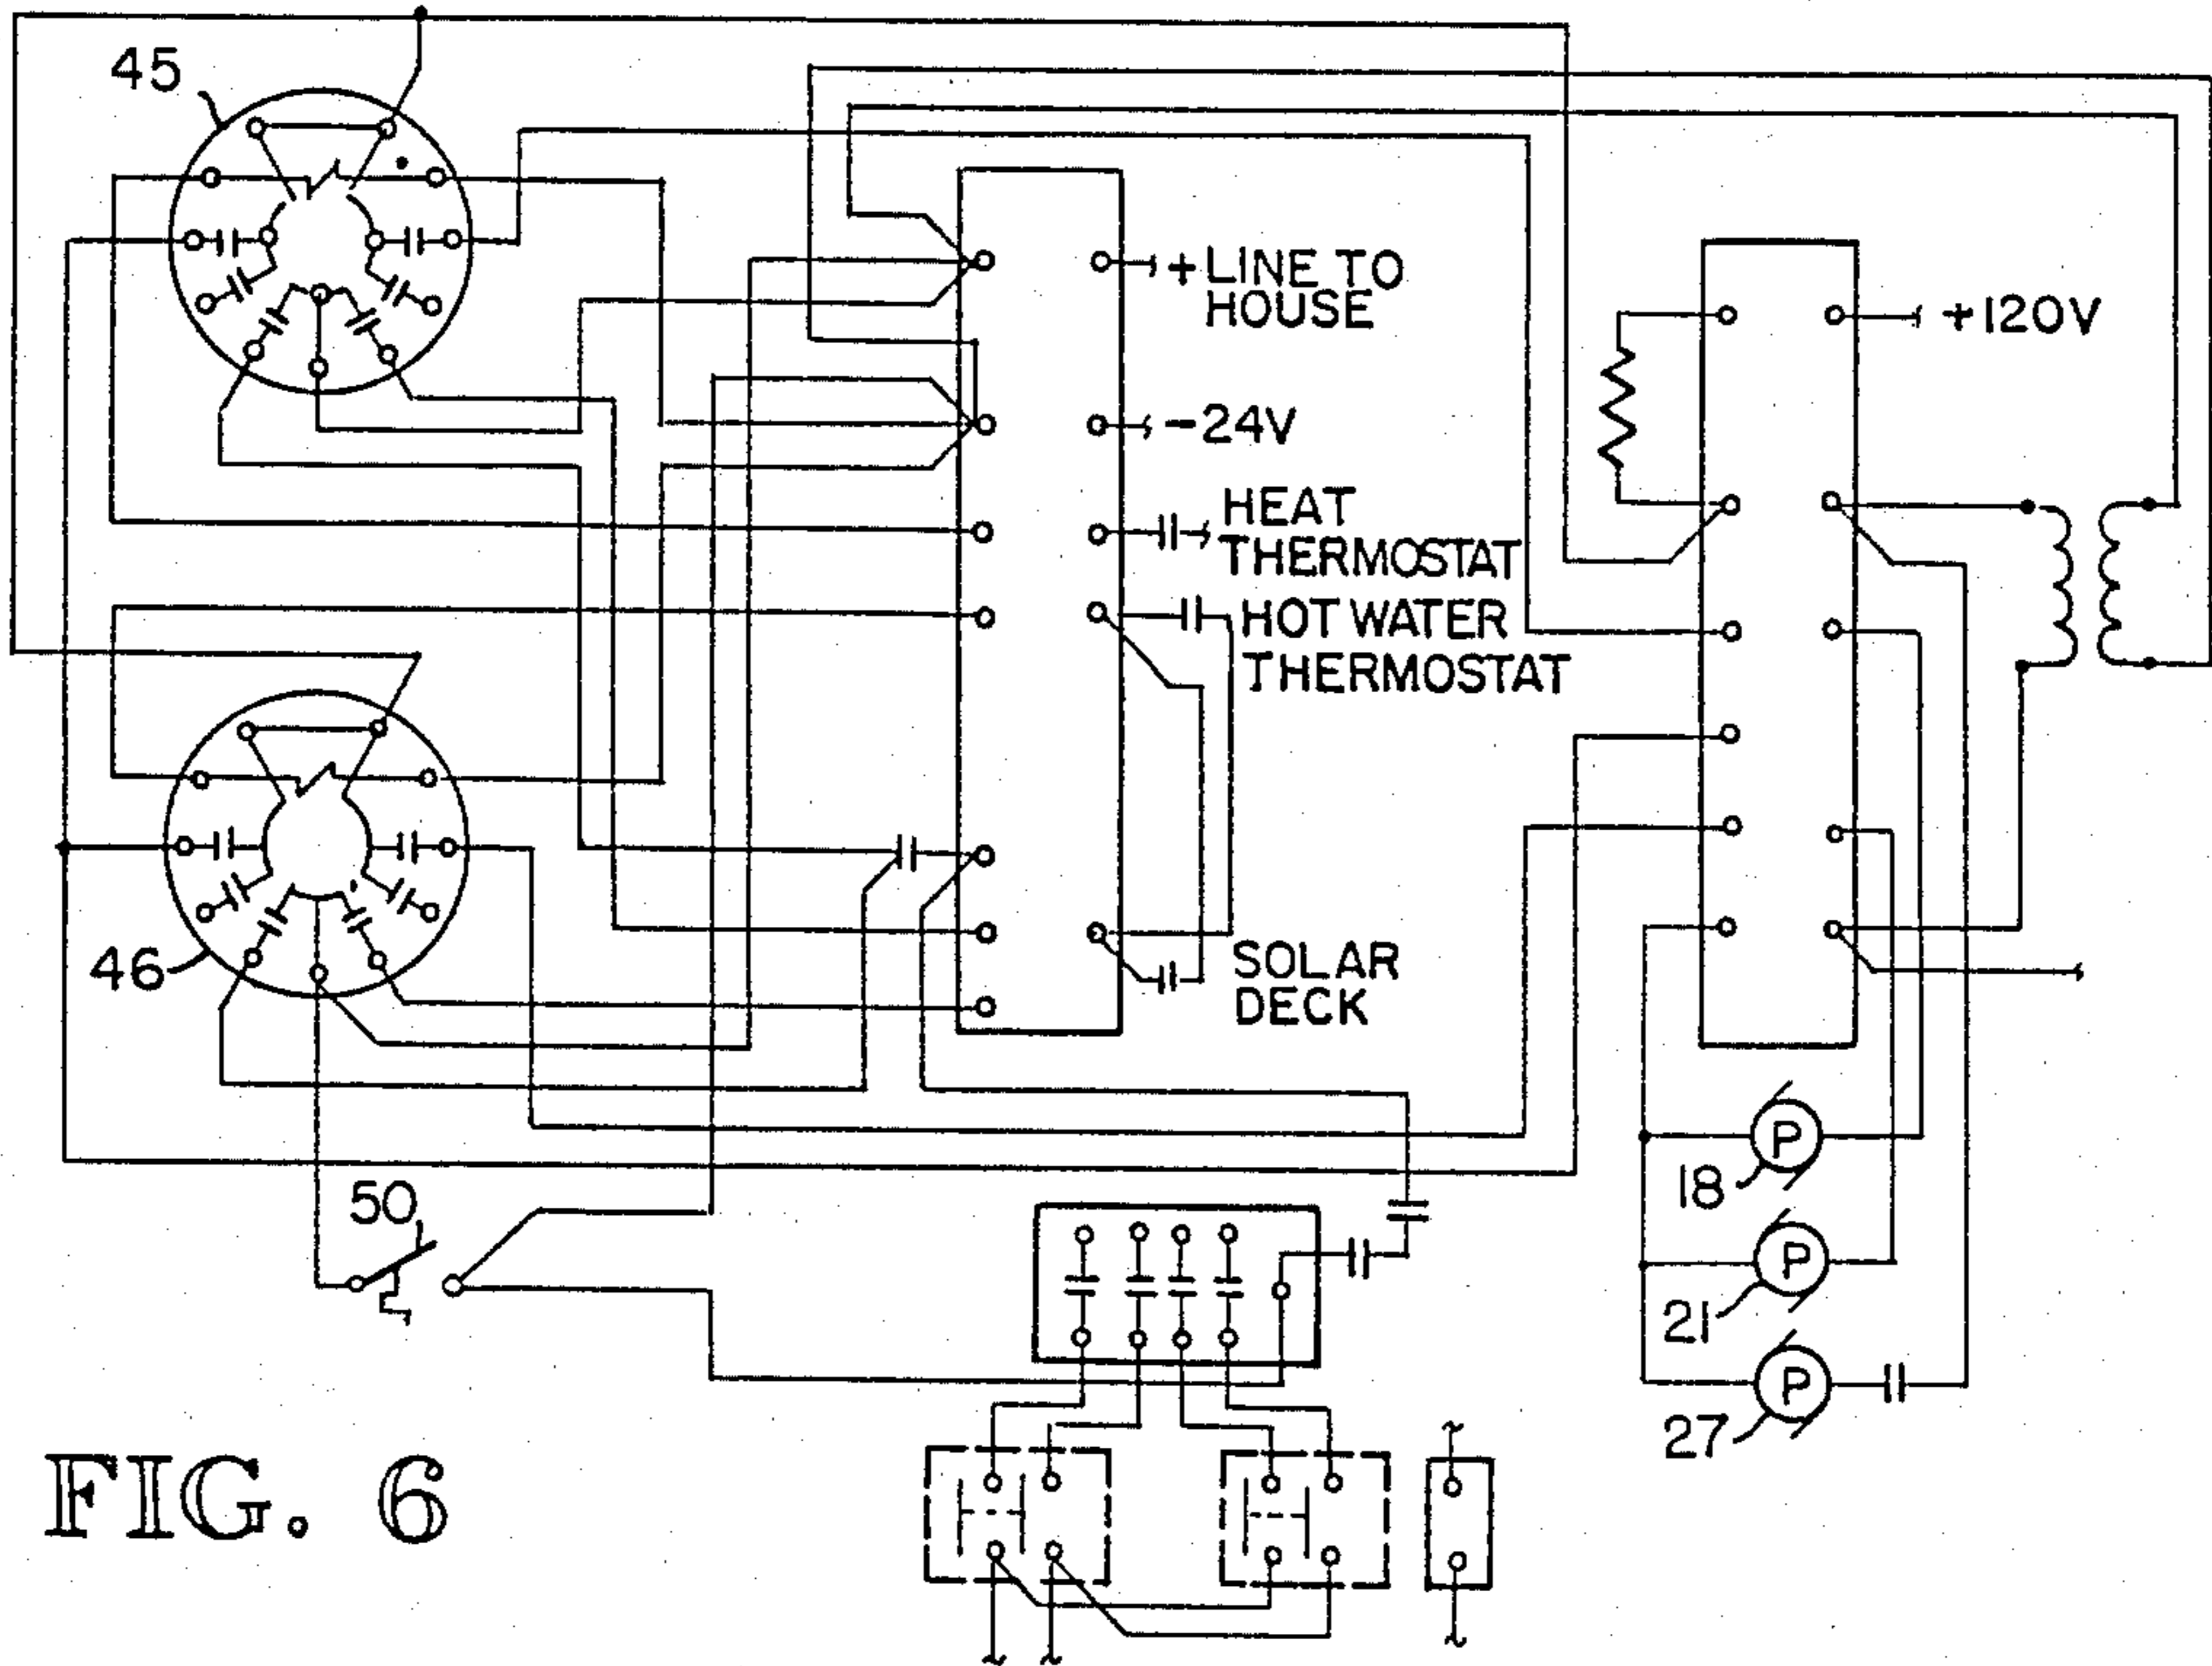 45
+LINE TO
HOUSE
+120V
-24V
HEAT
THERMOSTAT
HOT WATER
THERMOSTAT
46
SOLAR
DECK
50
P
18
P
21
P
27
FIG. 6